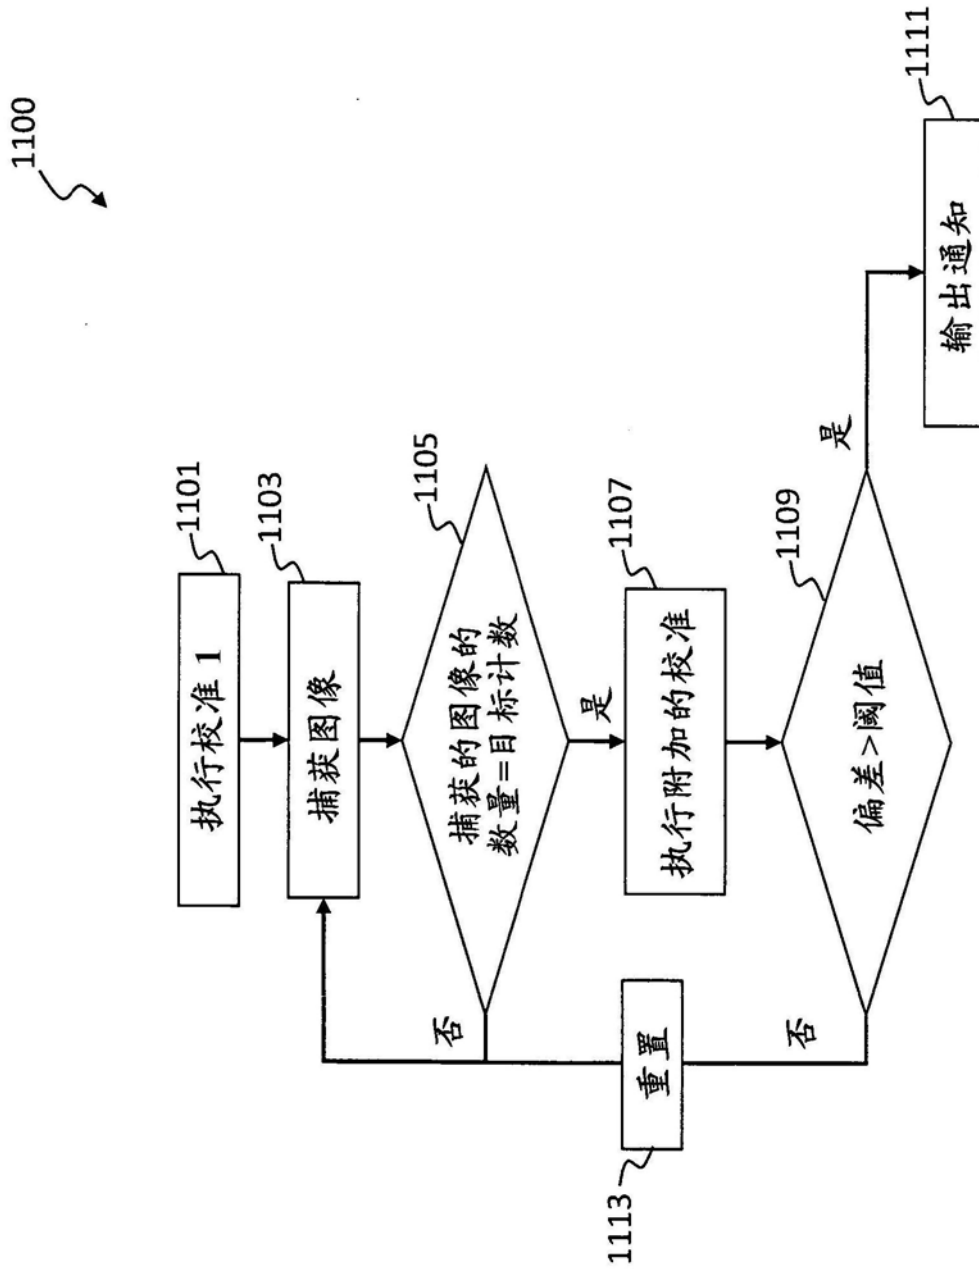 1100
1101
执行校准 1
1103
捕获图像
1105
捕获的图像的
数量=目标计数
否
是
1107
执行附加的校准
1109
偏差>阈值
否
是
1113
重置
1111
输出通知